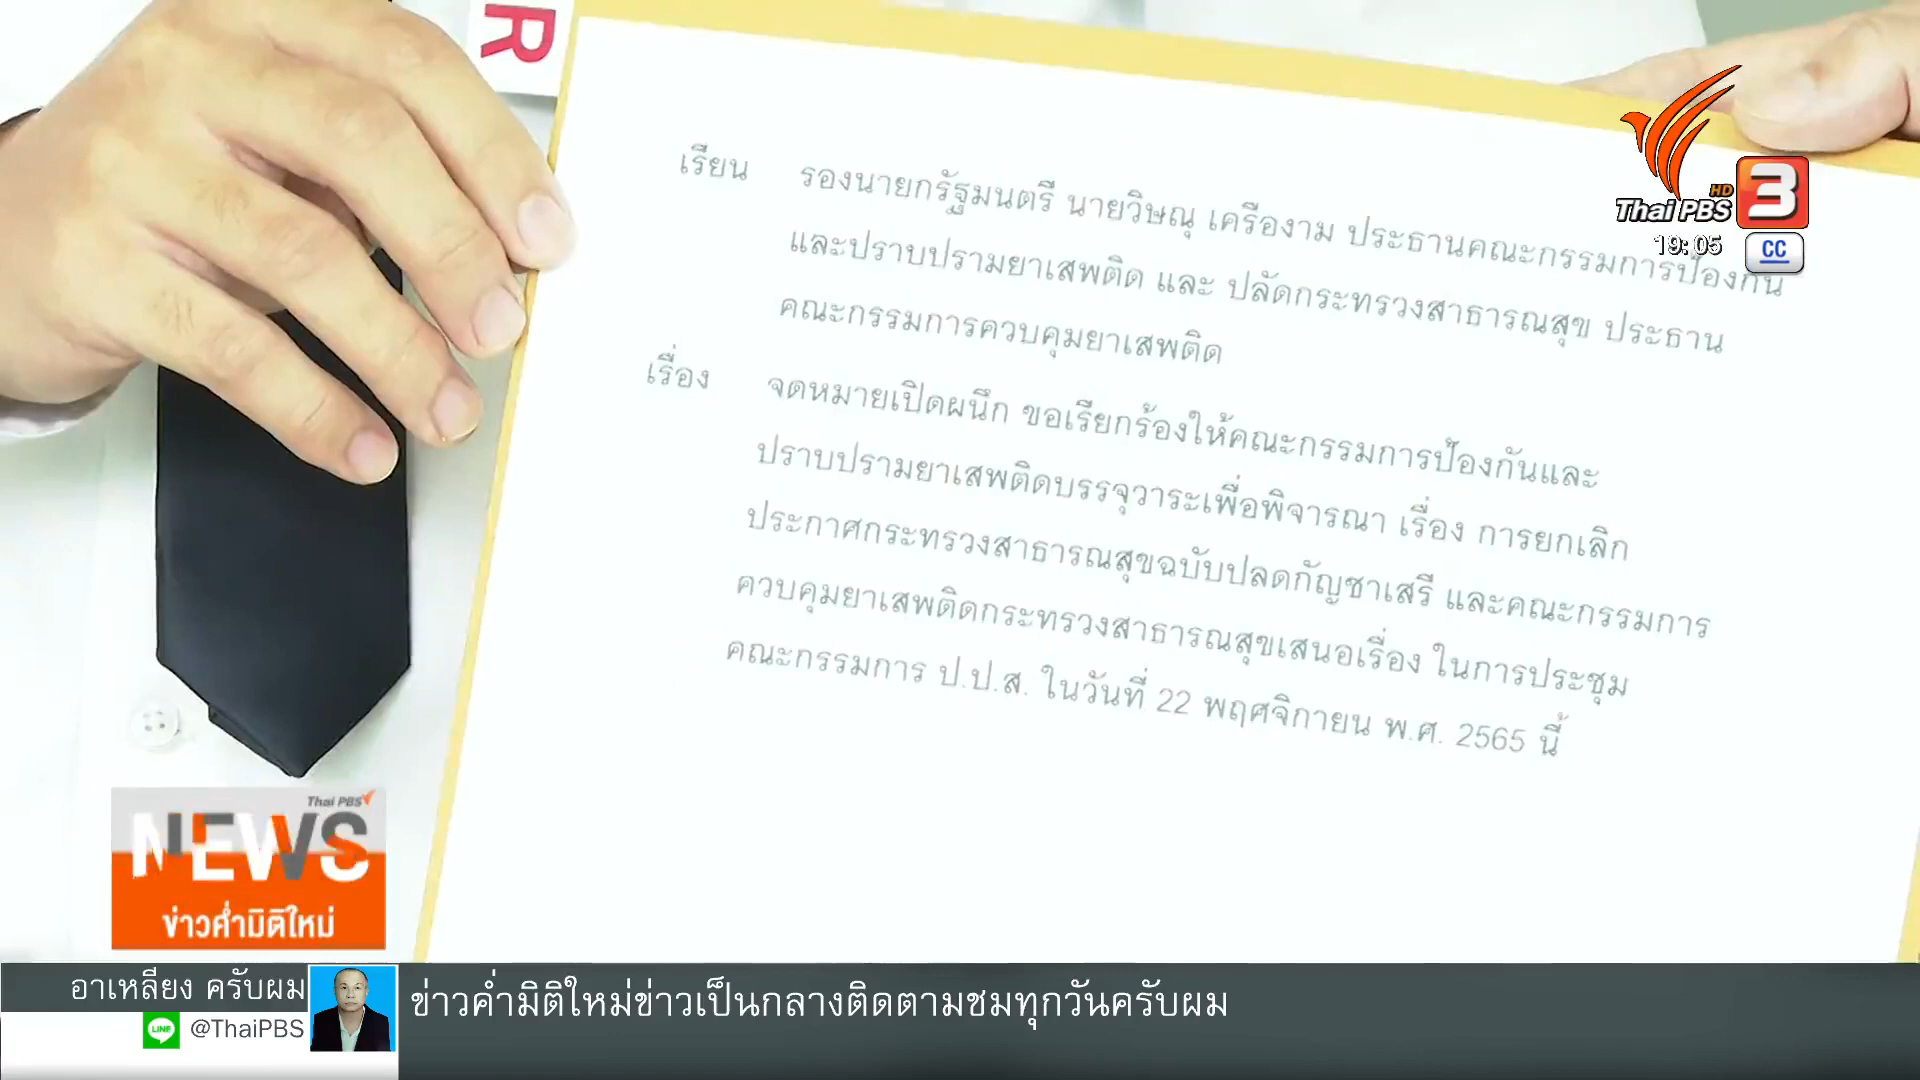 R
เรียน รองนายกรัฐมนตรี นายวิษณุ เครืองาม ประธานคณะกรรมการป้องกัน
และปราบปรามยาเสพติด และ ปลัดกระทรวงสาธารณสุข ประธาน
คณะกรรมการควบคุมยาเสพติด
เรื่อง จดหมายเปิดผนึก ขอเรียกร้องให้คณะกรรมการป้องกันและ
ปราบปรามยาเสพติดบรรจุวาระเพื่อพิจารณา เรื่อง การยกเลิก
ประกาศกระทรวงสาธารณสุขฉบับปลดกัญชาเสรี และคณะกรรมการ
ควบคุมยาเสพติดกระทรวงสาธารณสุขเสนอเรื่อง ในการประชุม
คณะกรรมการ ป.ป.ส. ในวันที่ 22 พฤศจิกายน พ.ศ. 2565 นี้
HD
Thai PBS 3
19:05 CC
Thai PBS
NEWS
ข่าวค่ำมิติใหม่
อาเหลียง ครับผม
LINE @ThaiPBS
ข่าวค่ำมิติใหม่ข่าวเป็นกลางติดตามชมทุกวันครับผม